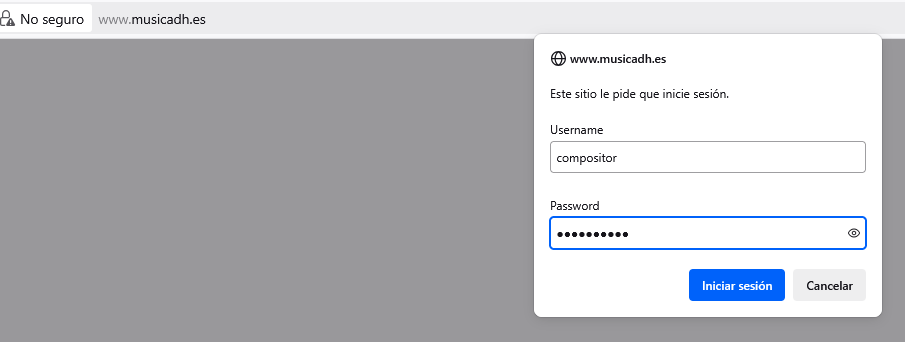 No seguro www.musicadh.es
www.musicadh.es
Este sitio le pide que inicie sesión.
Username
compositor
Password
••••••••••
Iniciar sesión Cancelar